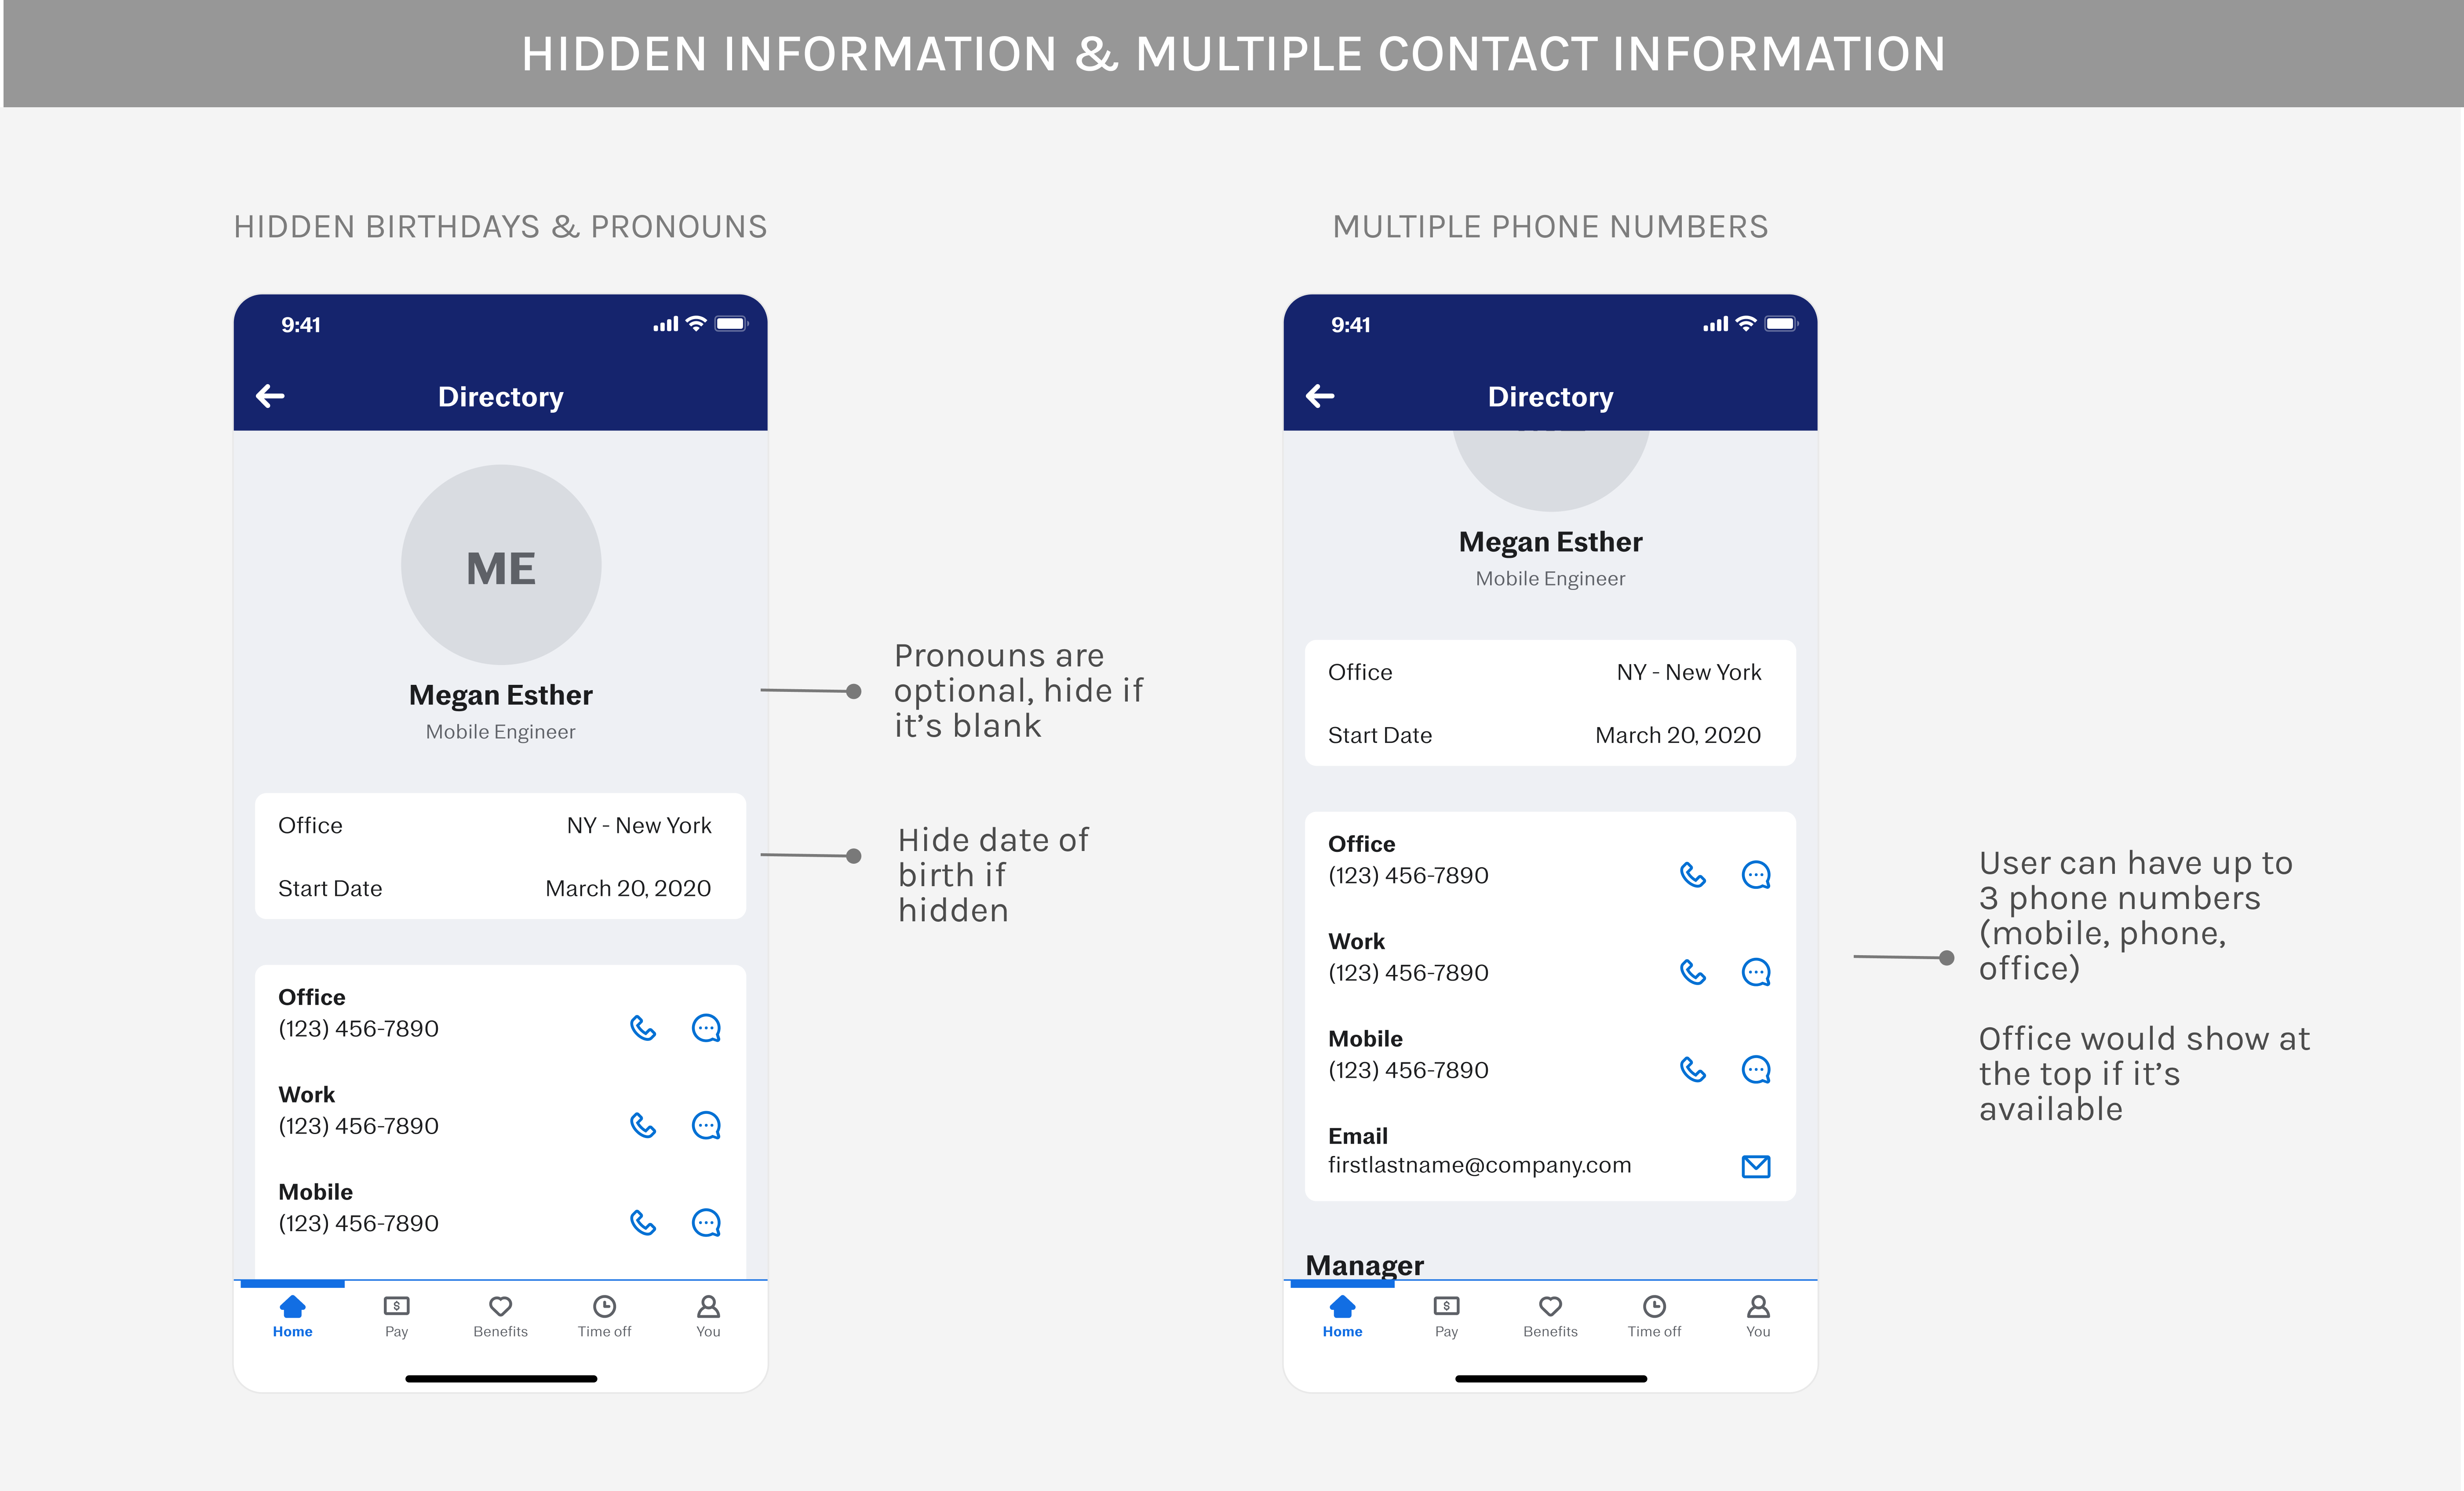 HIDDEN INFORMATION & MULTIPLE CONTACT INFORMATION
HIDDEN BIRTHDAYS & PRONOUNS
9:41
Directory
ME
Megan Esther
Mobile Engineer
Office NY - New York
Start Date March 20, 2020
Office
(123) 456-7890
Work
(123) 456-7890
Mobile
(123) 456-7890
Home Pay Benefits Time off You
Pronouns are
optional, hide if
it’s blank
Hide date of
birth if
hidden
MULTIPLE PHONE NUMBERS
9:41
Directory
Megan Esther
Mobile Engineer
Office NY - New York
Start Date March 20, 2020
Office
(123) 456-7890
Work
(123) 456-7890
Mobile
(123) 456-7890
Email
firstlastname@company.com
Manager
Home Pay Benefits Time off You
User can have up to
3 phone numbers
(mobile, phone,
office)
Office would show at
the top if it’s
available